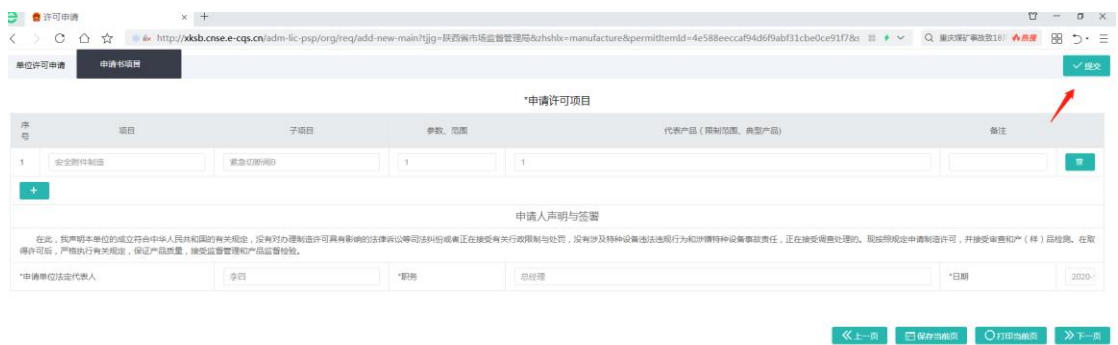 许可申请
http://xksb.cnse.e-cqs.cn/adm-lic-psp/org/req/add-new-main?tjjg=陕西省市场监督管理局&zhshlx=manufacture&permitItemId=4e588eeccaf94d6f9abf31cbe0ce91f7&s
重庆煤矿事故致18 热搜
单位许可申请 申请书项目 提交
*申请许可项目
序号 项目 子项目 参数、范围 代表产品(限制范围、典型产品) 备注
1 安全附件制造 紧急切断阀B 1 1
+
申请人声明与签署
在此,我声明本单位的成立符合中华人民共和国的有关规定,没有对办理制造许可具有影响的法律诉讼等司法纠纷或者正在接受有关行政限制与处罚,没有涉及特种设备违法违规行为和涉嫌特种设备事故责任,正在接受调查处理的。现按照规定申请制造许可,并接受审查和产(样)品检测。在取
得许可后,严格执行有关规定,保证产品质量,接受监督管理和产品监督检验。
*申请单位法定代表人 李四 *职务 总经理 *日期 2020-
上一页 保存当前页 打印当前页 下一页